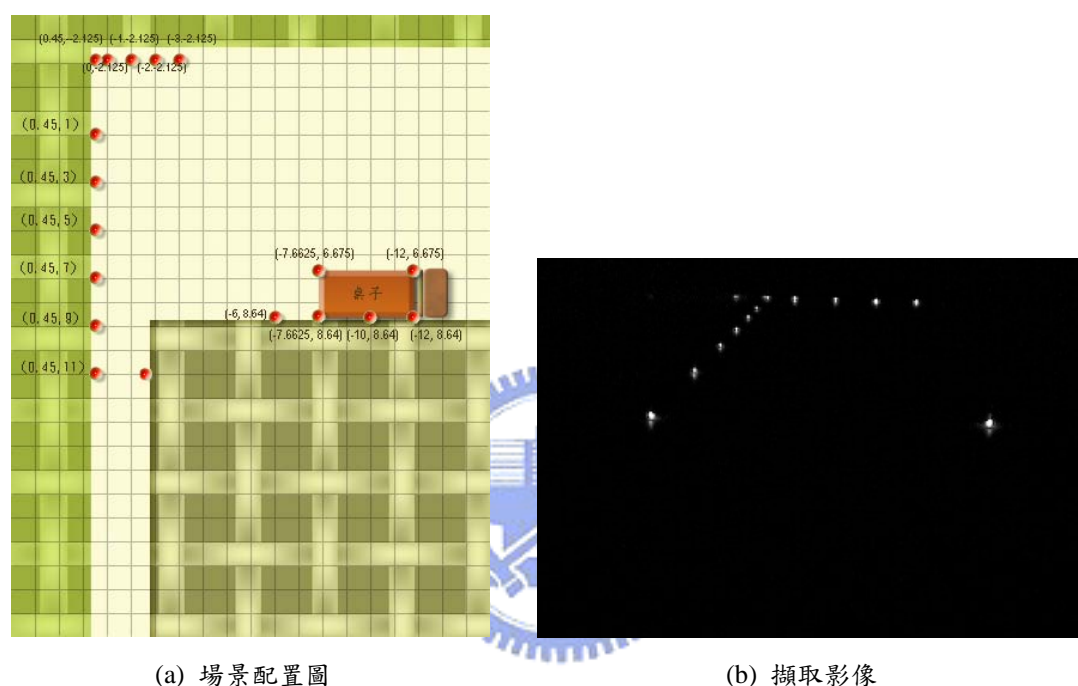 (0.45,-2.125) (-1,-2.125) (-3,-2.125)
(0,-2.125) (-2,-2.125)
(0.45,1)
(0.45,3)
(0.45,5)
(0.45,7)
(-7.6625, 6.675) (-12, 6.675)
桌子
(0.45,9)
(-6, 8.64)
(-7.6625, 8.64) (-10, 8.64) (-12, 8.64)
(0.45,11)
(a) 場景配置圖
(b) 擷取影像